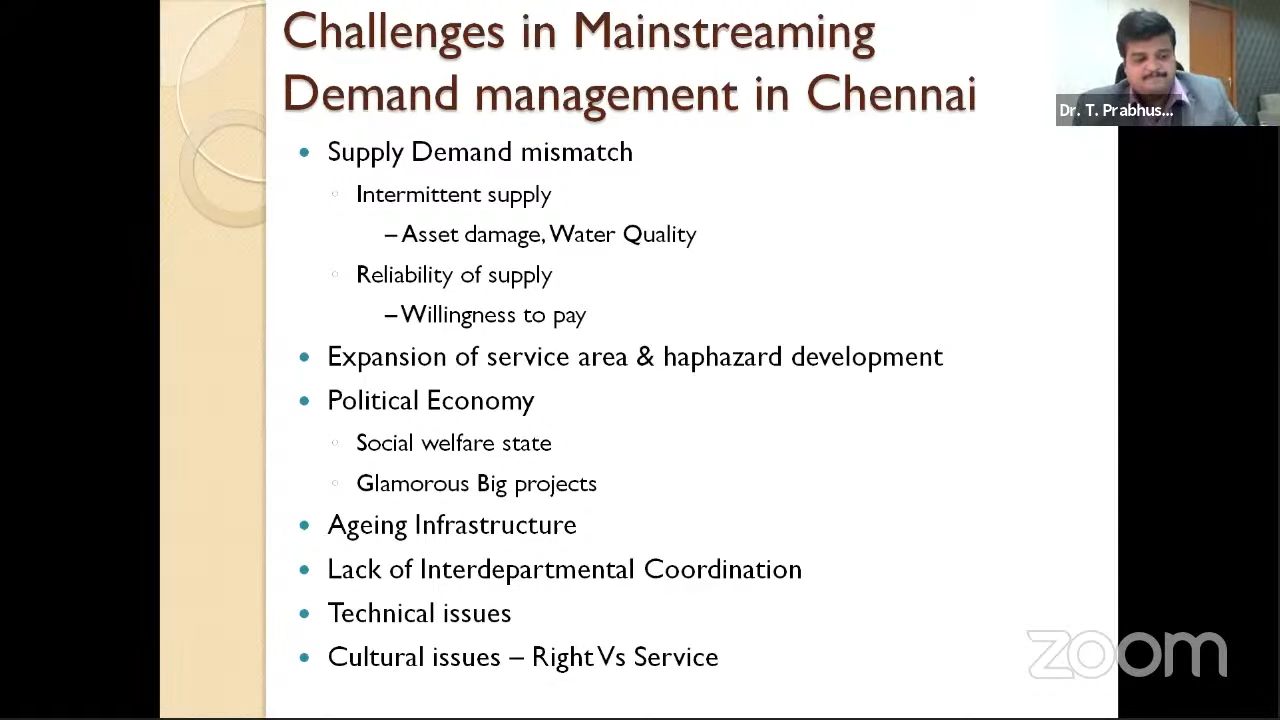 Challenges in Mainstreaming
Demand management in Chennai
Dr. T. Prabhus...
• Supply Demand mismatch
◦ Intermittent supply
– Asset damage, Water Quality
◦ Reliability of supply
– Willingness to pay
• Expansion of service area & haphazard development
• Political Economy
◦ Social welfare state
◦ Glamorous Big projects
• Ageing Infrastructure
• Lack of Interdepartmental Coordination
• Technical issues
• Cultural issues – Right Vs Service
zoom